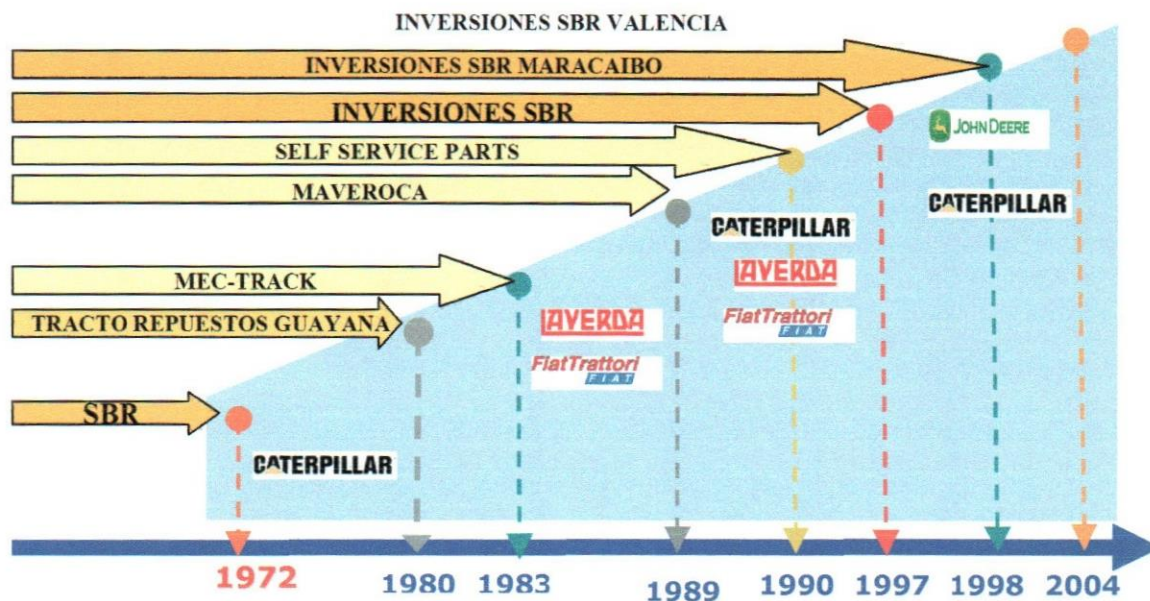 INVERSIONES SBR VALENCIA
INVERSIONES SBR MARACAIBO
INVERSIONES SBR
JOHN DEERE
SELF SERVICE PARTS
MAVEROCA
CATERPILLAR
CATERPILLAR
LAVERDA
MEC-TRACK
TRACTO REPUESTOS GUAYANA
LAVERDA
FiatTrattori
FIAT
FiatTrattori
FIAT
SBR
CATERPILLAR
1972
1980
1983
1989
1990
1997
1998
2004